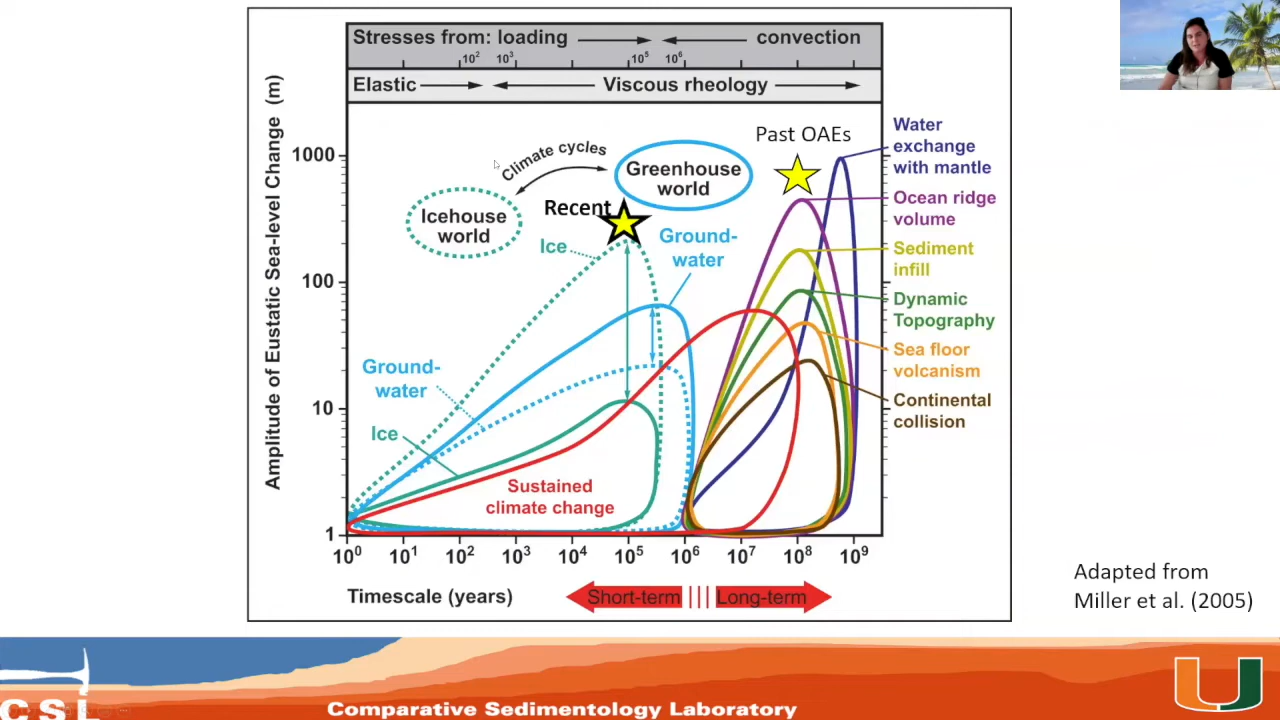 Stresses from: loading convection
10² 10³ 10⁵ 10⁶
Elastic Viscous rheology
Amplitude of Eustatic Sea-level Change (m)
1000
100
10
1
Climate cycles
Icehouse
world
Greenhouse
world
Past OAEs
Recent
Ice
Ground-
water
Ground-
water
Ice
Sustained
climate change
Water
exchange
with mantle
Ocean ridge
volume
Sediment
infill
Dynamic
Topography
Sea floor
volcanism
Continental
collision
10⁰ 10¹ 10² 10³ 10⁴ 10⁵ 10⁶ 10⁷ 10⁸ 10⁹
Timescale (years)
Short-term Long-term
Adapted from
Miller et al. (2005)
CSL
Comparative Sedimentology Laboratory
U